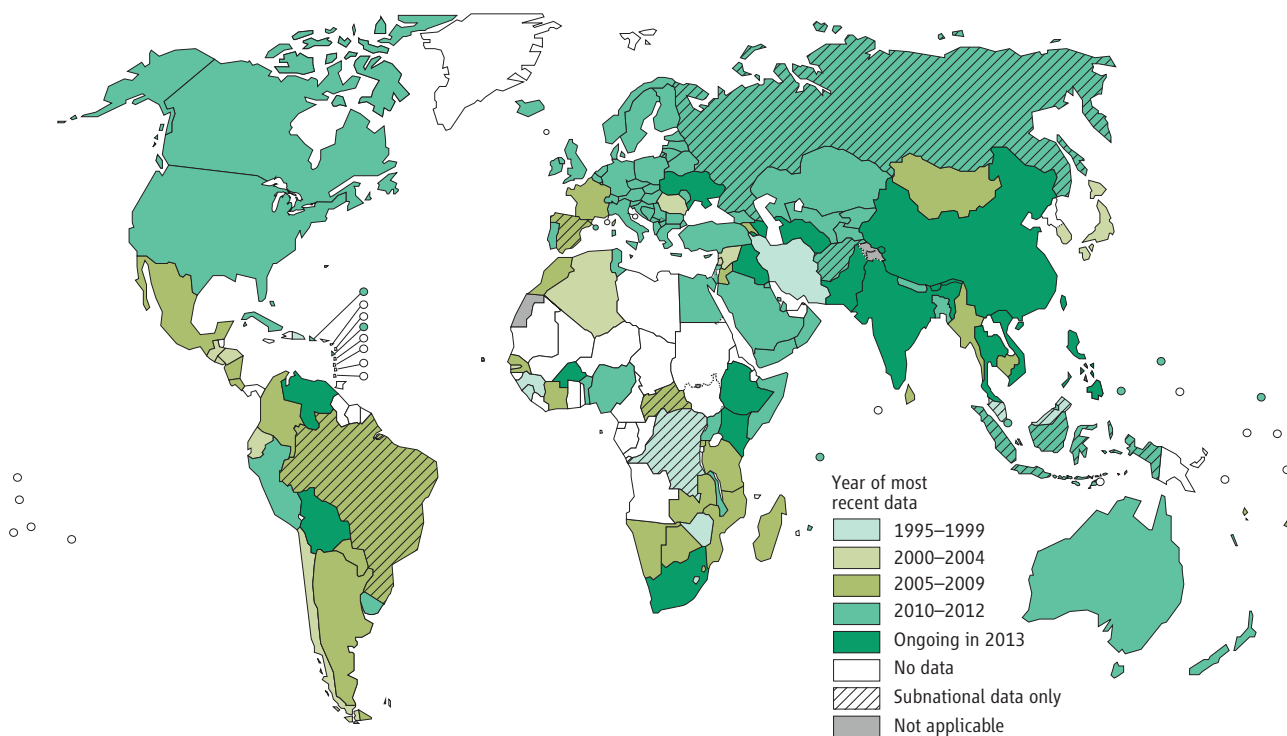 Year of most
recent data
1995–1999
2000–2004
2005–2009
2010–2012
Ongoing in 2013
No data
Subnational data only
Not applicable